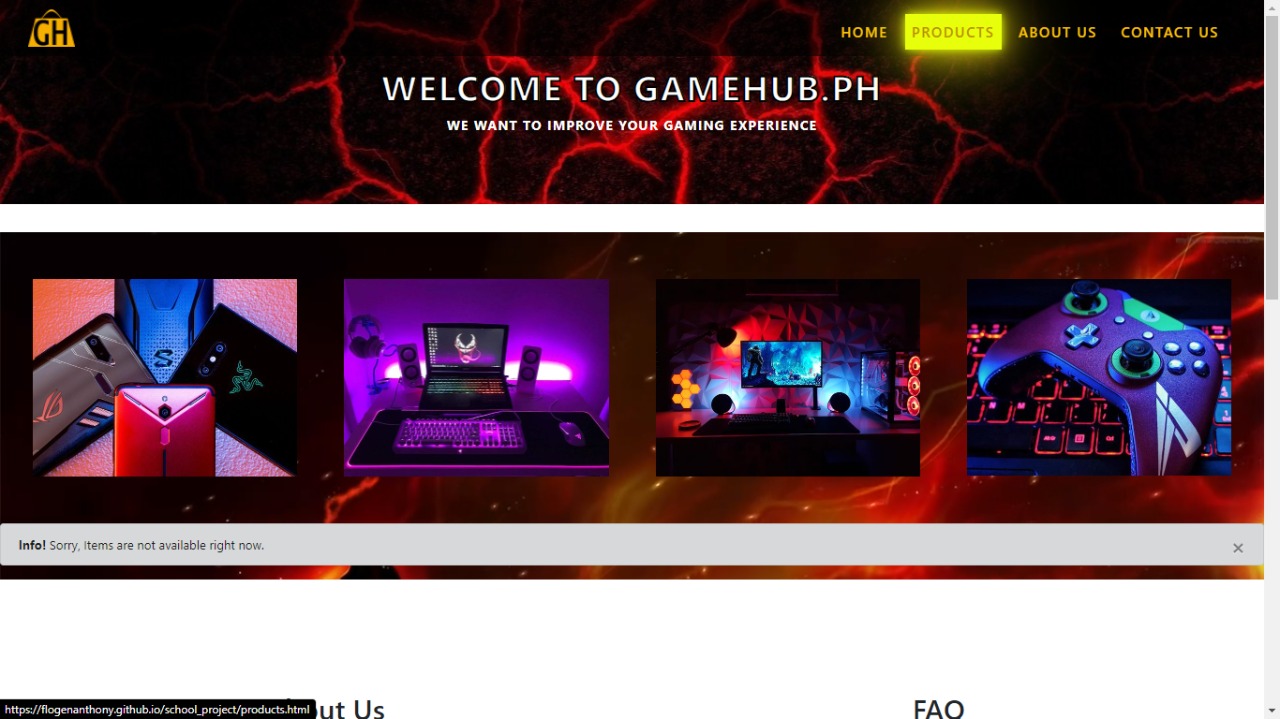 GH
HOME
PRODUCTS
ABOUT US
CONTACT US
WELCOME TO GAMEHUB.PH
WE WANT TO IMPROVE YOUR GAMING EXPERIENCE
Info! Sorry, Items are not available right now.
×
out Us
FAQ
https://flogenanthony.github.io/school_project/products.html